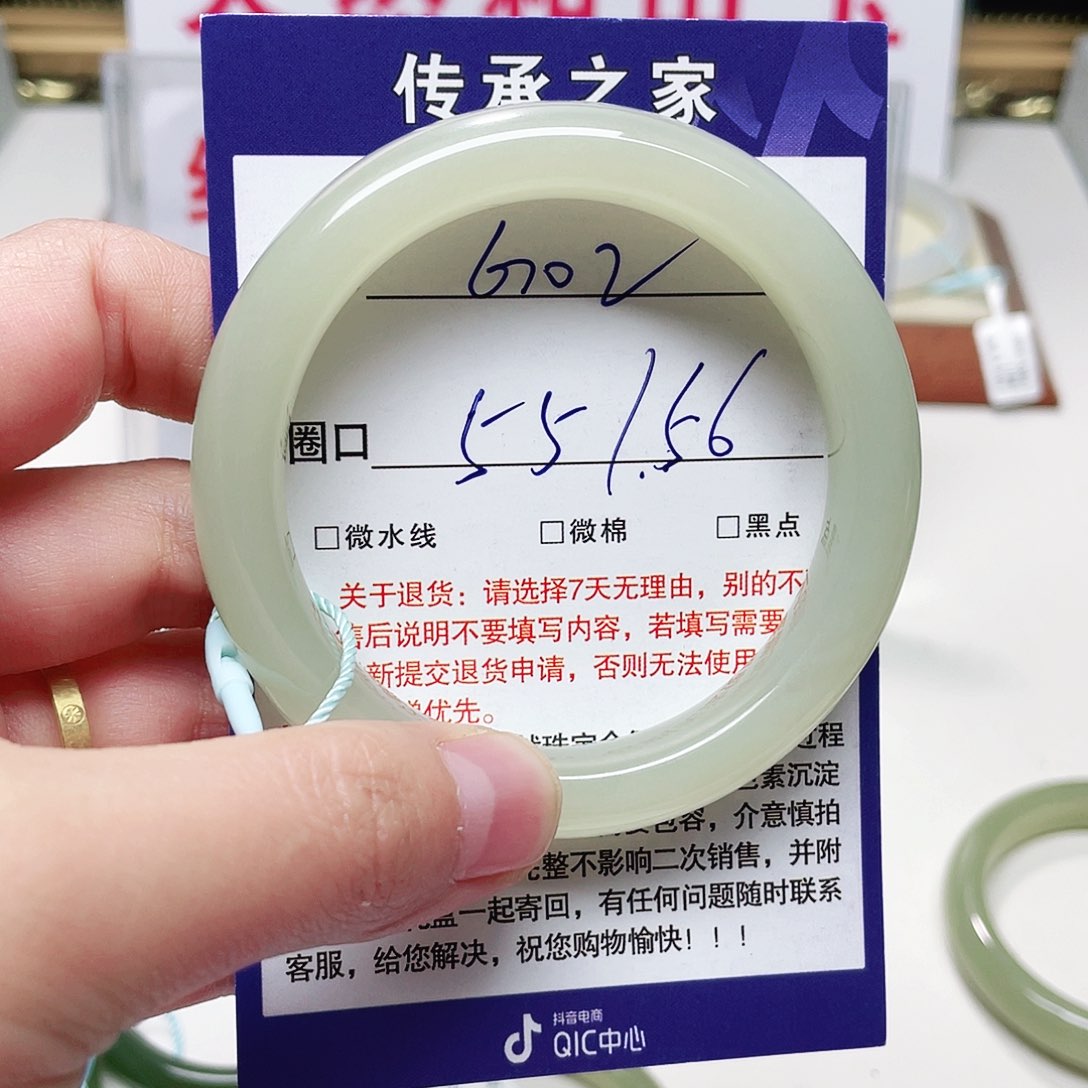 传承之家
6702
圈口 55/.56
□微水线 □微棉 □黑点
关于退货：请选择7天无理由，别的不
售后说明不要填写内容，若填写需要
新提交退货申请，否则无法使用
优先。
过程
色素沉淀
包容，介意慎拍
完整不影响二次销售，并附
一起寄回，有任何问题随时联系
客服，给您解决，祝您购物愉快！！！
抖音电商
QIC中心